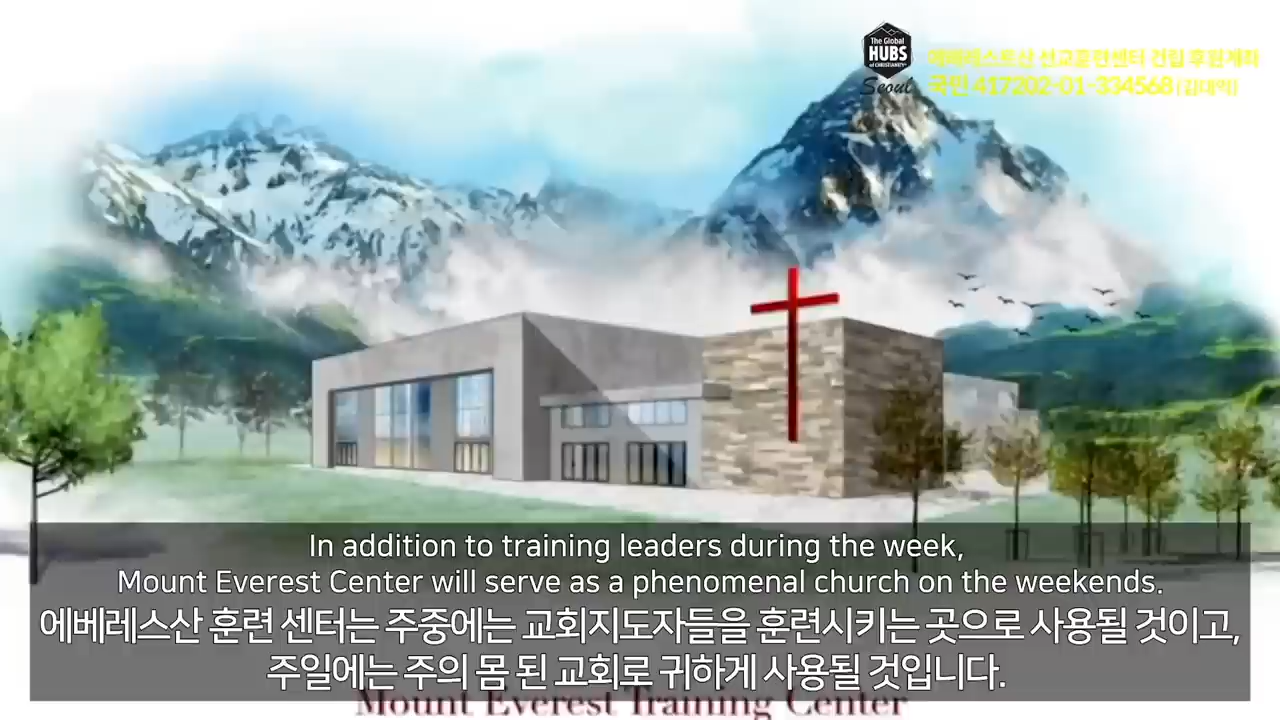 The Global
HUBS
of CHRISTIANITY
Seoul
에베레스트산 선교훈련센터 건립 후원계좌
국민 417202-01-334568 (김대억)
In addition to training leaders during the week,
Mount Everest Center will serve as a phenomenal church on the weekends.
에베레스산 훈련 센터는 주중에는 교회지도자들을 훈련시키는 곳으로 사용될 것이고,
주일에는 주의 몸 된 교회로 귀하게 사용될 것입니다.
Mount Everest Training Center